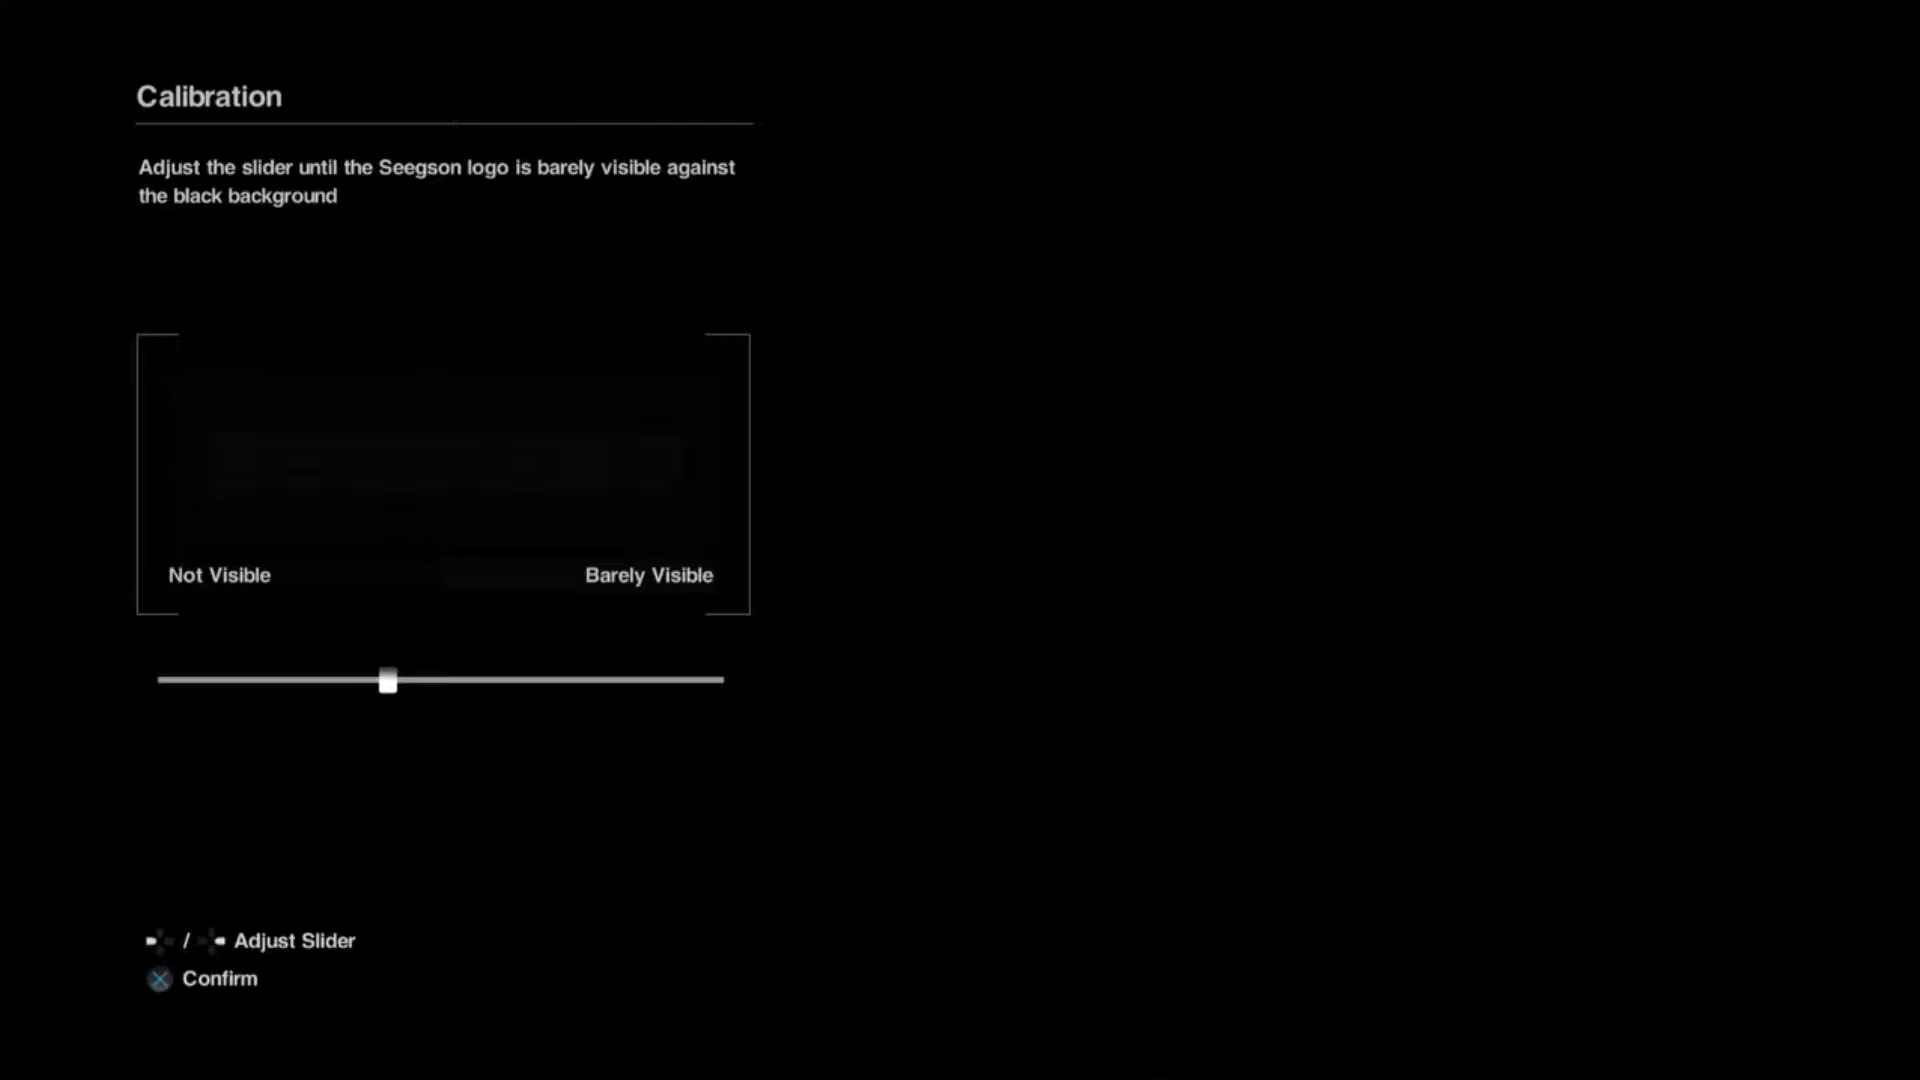 Calibration
Adjust the slider until the Seegson logo is barely visible against
the black background
Not Visible
Barely Visible
/ Adjust Slider
Confirm